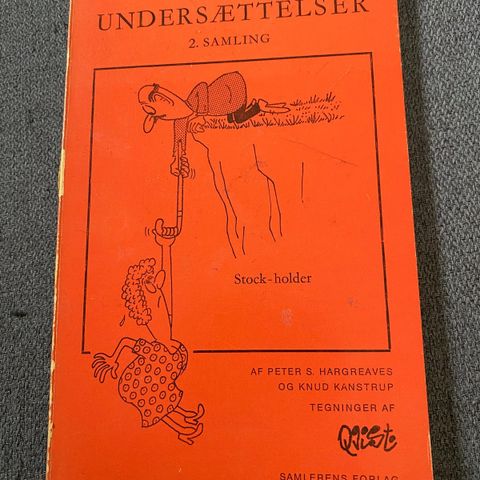 UNDERSÆTTELSER
2. SAMLING
Stock-holder
AF PETER S. HARGREAVES
OG KNUD KANSTRUP
TEGNINGER AF
SAMLERENS FORLAG